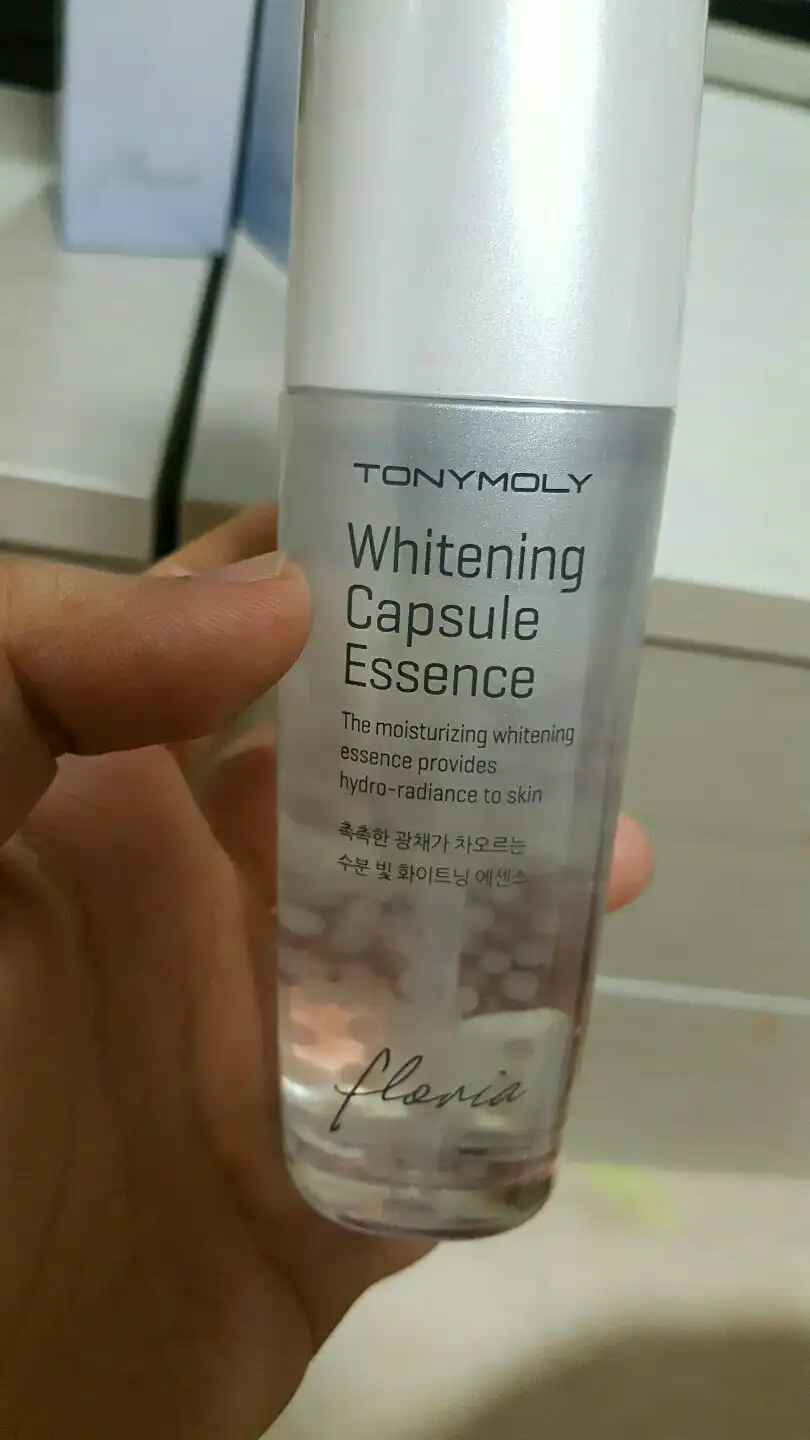 TONYMOLY
Whitening
Capsule
Essence
The moisturizing whitening
essence provides
hydro-radiance to skin
촉촉한 광채가 차오르는
수분 빛 화이트닝 에센스
floria